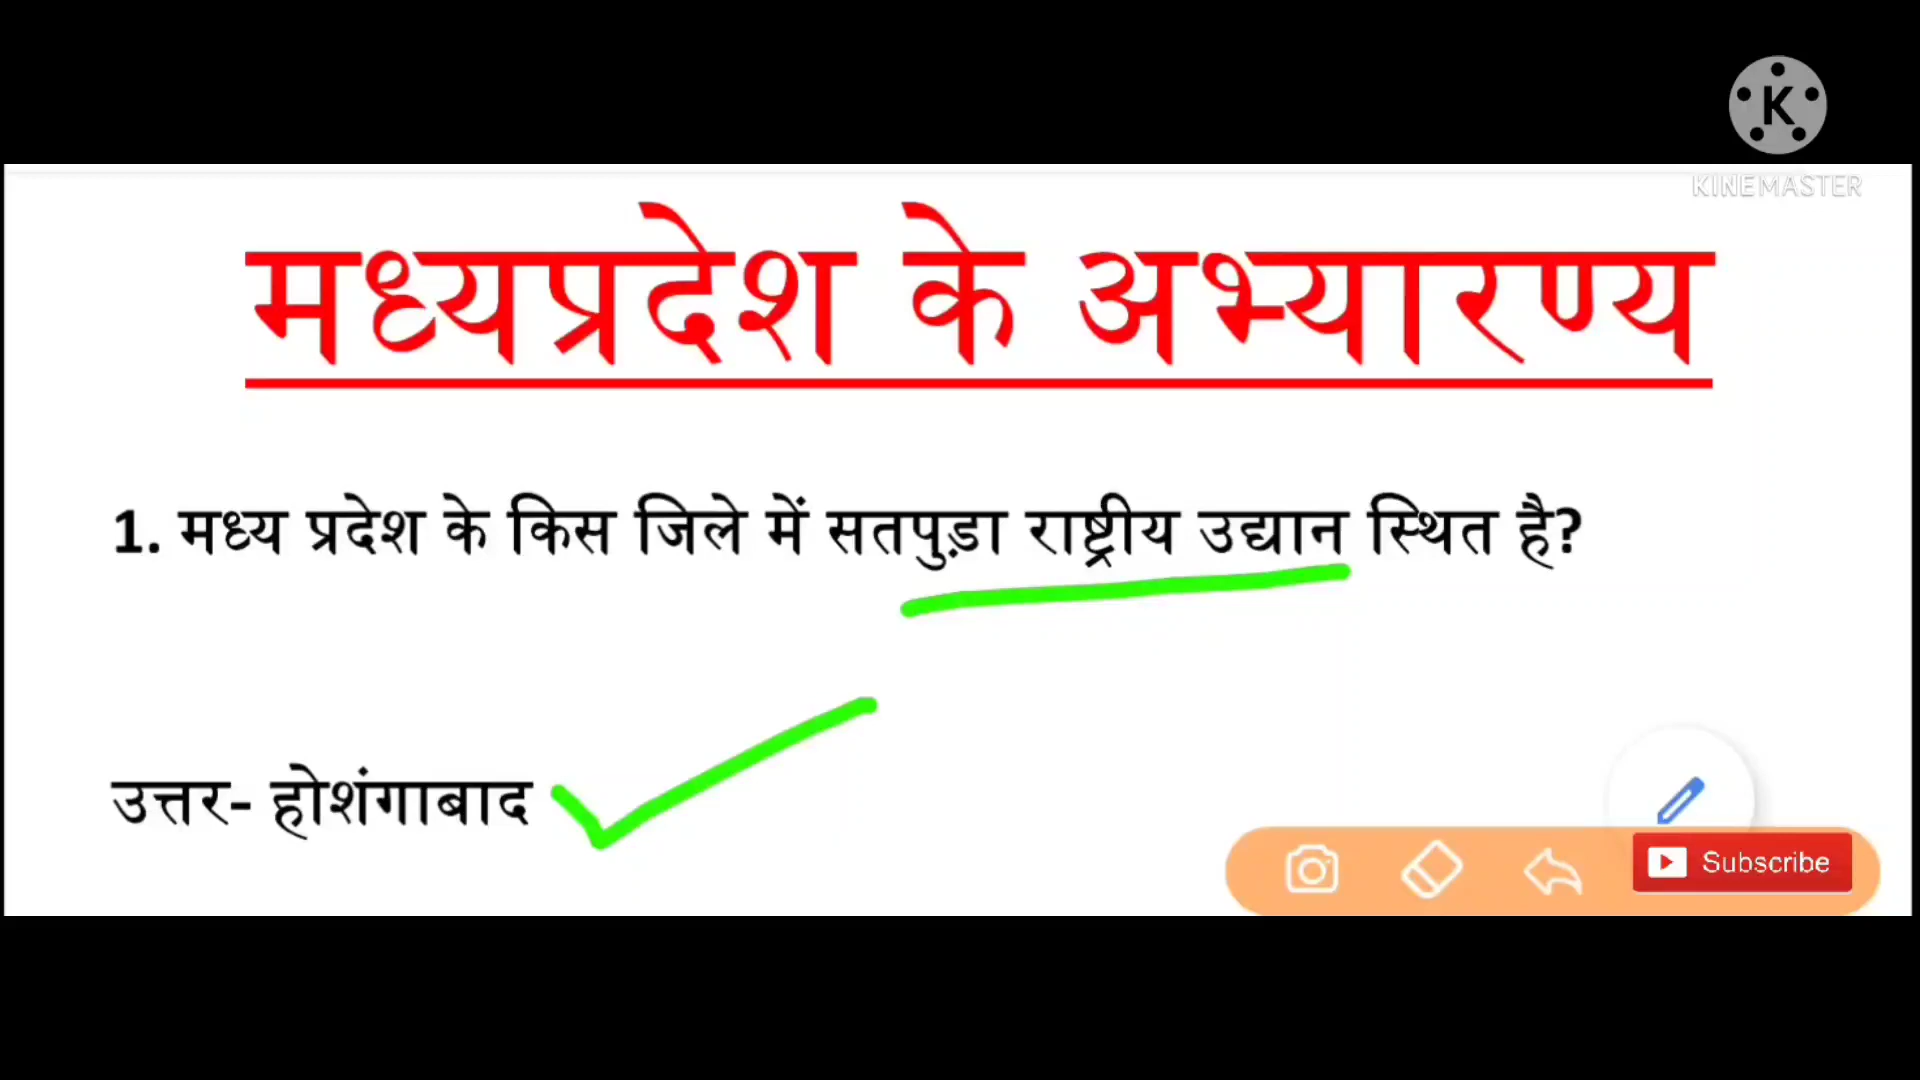 K
KINEMASTER
मध्यप्रदेश के अभ्यारण्य
1. मध्य प्रदेश के किस जिले में सतपुड़ा राष्ट्रीय उद्यान स्थित है?
उत्तर- होशंगाबाद
Subscribe